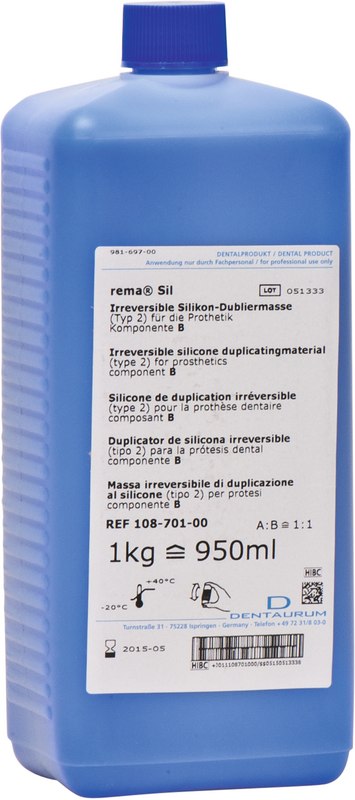 981-697-00
DENTALPRODUKT / DENTAL PRODUCT
Anwendung nur durch Fachpersonal / for professional use only
rema® Sil
LOT 051333
Irreversible Silikon-Dubliermasse
(Typ 2) für die Prothetik
Komponente B
Irreversible silicone duplicatingmaterial
(type 2) for prosthetics
component B
Silicone de duplication irréversible
(type 2) pour la prothèse dentaire
composant B
Duplicator de silicona irreversible
(tipo 2) para la prótesis dental
componente B
Massa irreversibile di duplicazione
al silicone (tipo 2) per protesi
componente B
REF 108-701-00 A:B≅1:1
1kg ≙ 950ml
HIBC
+40°C
-20°C
D
DENTAURUM
Turnstraße 31 · 75228 Ispringen · Germany · Telefon +49 72 31/8 03-0
2015-05
HIBC